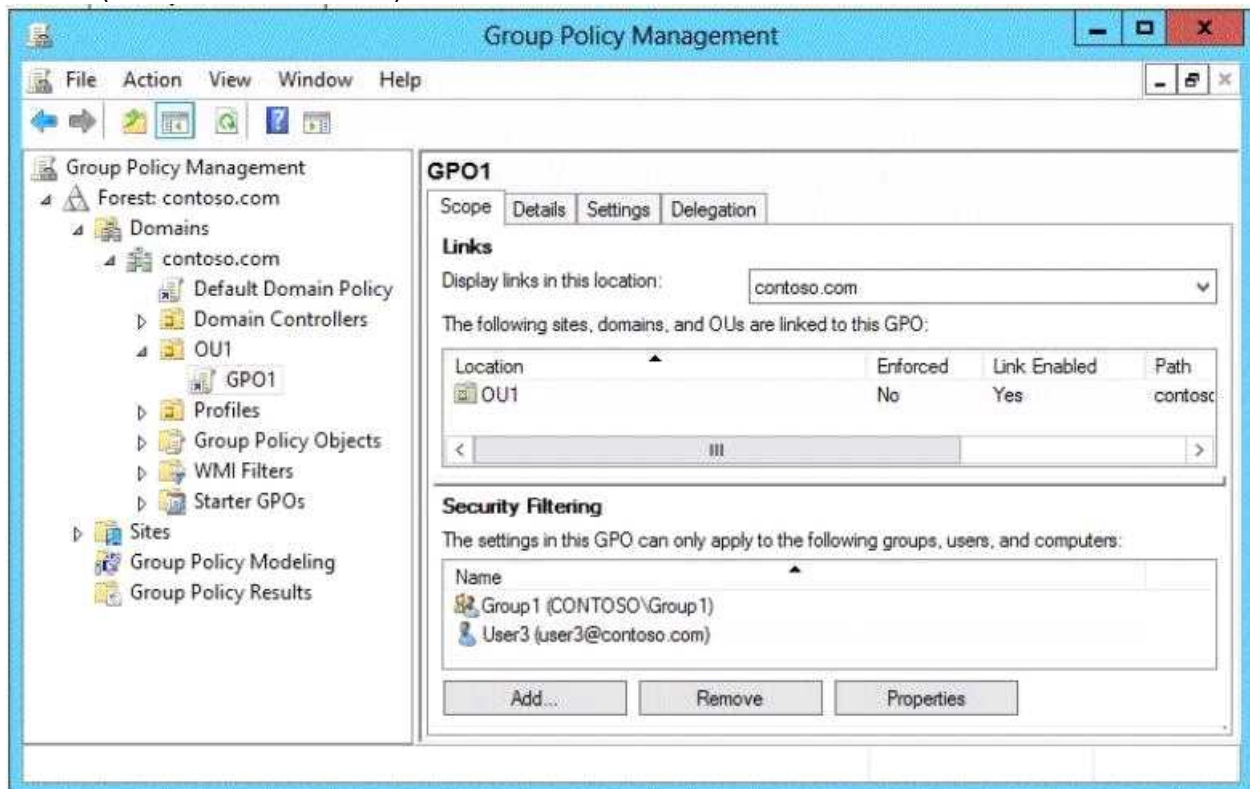 Group Policy Management
File Action View Window Help
Group Policy Management
Forest: contoso.com
Domains
contoso.com
Default Domain Policy
Domain Controllers
OU1
GPO1
Profiles
Group Policy Objects
WMI Filters
Starter GPOs
Sites
Group Policy Modeling
Group Policy Results
GPO1
Scope Details Settings Delegation
Links
Display links in this location: contoso.com
The following sites, domains, and OUs are linked to this GPO:
Location Enforced Link Enabled Path
OU1 No Yes contosc
Security Filtering
The settings in this GPO can only apply to the following groups, users, and computers:
Name
Group1 (CONTOSO\Group1)
User3 (user3@contoso.com)
Add... Remove Properties